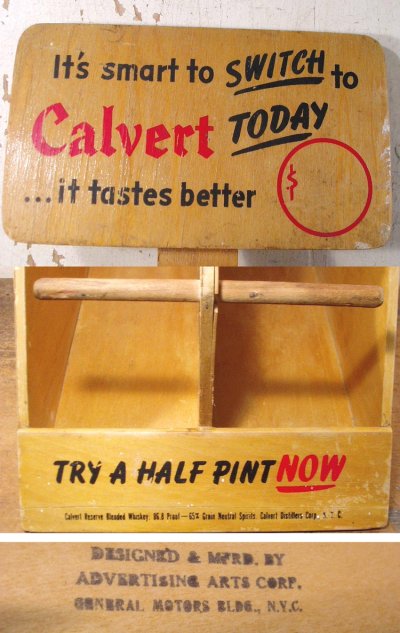 It's smart to SWITCH to
Calvert TODAY
...it tastes better
TRY A HALF PINT NOW
Calvert Reserve Blended Whiskey. 86.8 Proof — 65% Grain Neutral Spirits. Calvert Distillers Corp., N. Y. C.
DESIGNED & MFRD. BY
ADVERTISING ARTS CORP.
GENERAL MOTORS BLDG., N.Y.C.